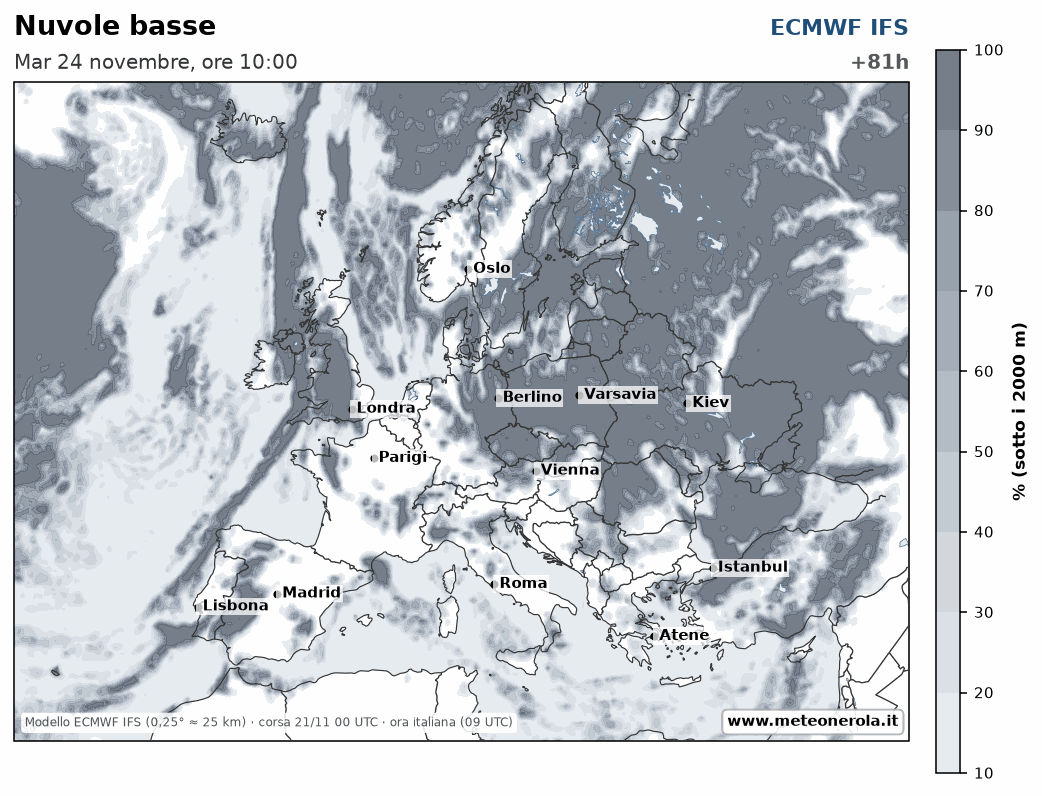 Nuvole basse
ECMWF IFS
Mar 24 novembre, ore 10:00
+81h
Oslo
Londra
Berlino
Varsavia
Kiev
Parigi
Vienna
Istanbul
Roma
Madrid
Lisbona
Atene
Modello ECMWF IFS (0,25° ≈ 25 km) · corsa 21/11 00 UTC · ora italiana (09 UTC)
www.meteonerola.it
100
90
80
70
60
50
40
30
20
10
% (sotto i 2000 m)